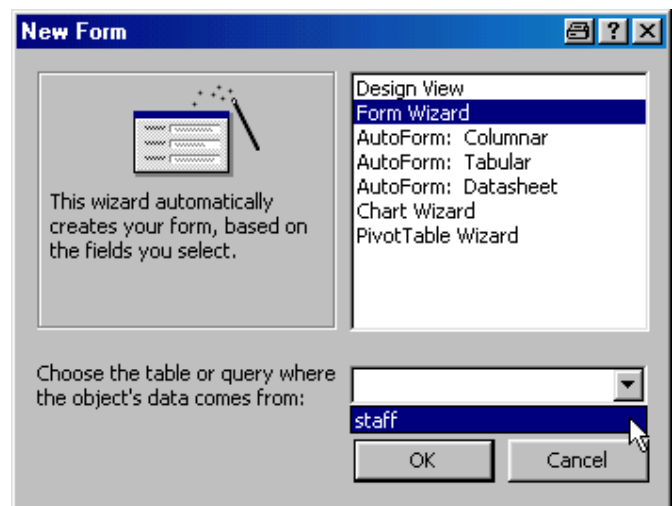 New Form
?
Design View
Form Wizard
AutoForm: Columnar
AutoForm: Tabular
AutoForm: Datasheet
Chart Wizard
PivotTable Wizard
This wizard automatically
creates your form, based on
the fields you select.
Choose the table or query where
the object's data comes from:
staff
OK
Cancel